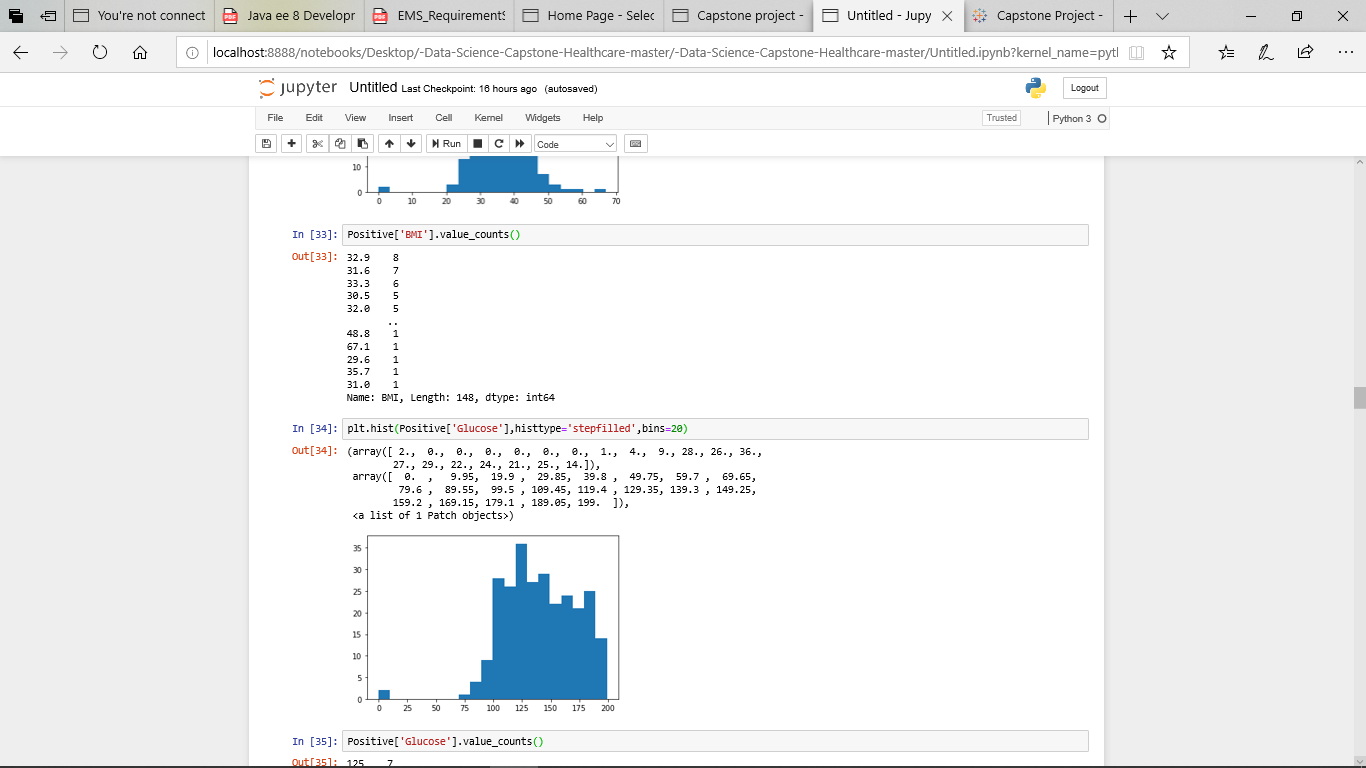 You're not connect
Java ee 8 Developr
EMS_Requirements
Home Page - Selec
Capstone project -
Untitled - Jupy
Capstone Project -
localhost:8888/notebooks/Desktop/-Data-Science-Capstone-Healthcare-master/-Data-Science-Capstone-Healthcare-master/Untitled.ipynb?kernel_name=pyt
jupyter Untitled Last Checkpoint: 16 hours ago (autosaved)
Logout
File Edit View Insert Cell Kernel Widgets Help
Trusted Python 3
Run Code
10
0
0 10 20 30 40 50 60 70
In [33]: Positive['BMI'].value_counts()
Out[33]: 32.9 8
31.6 7
33.3 6
30.5 5
32.0 5
..
48.8 1
67.1 1
29.6 1
35.7 1
31.0 1
Name: BMI, Length: 148, dtype: int64
In [34]: plt.hist(Positive['Glucose'],histtype='stepfilled',bins=20)
Out[34]: (array([ 2., 0., 0., 0., 0., 0., 0., 1., 4., 9., 28., 26., 36.,
27., 29., 22., 24., 21., 25., 14.]),
array([ 0. , 9.95, 19.9 , 29.85, 39.8 , 49.75, 59.7 , 69.65,
79.6 , 89.55, 99.5 , 109.45, 119.4 , 129.35, 139.3 , 149.25,
159.2 , 169.15, 179.1 , 189.05, 199. ]),
<a list of 1 Patch objects>)
35
30
25
20
15
10
5
0
0 25 50 75 100 125 150 175 200
In [35]: Positive['Glucose'].value_counts()
Out[35]: 125 7